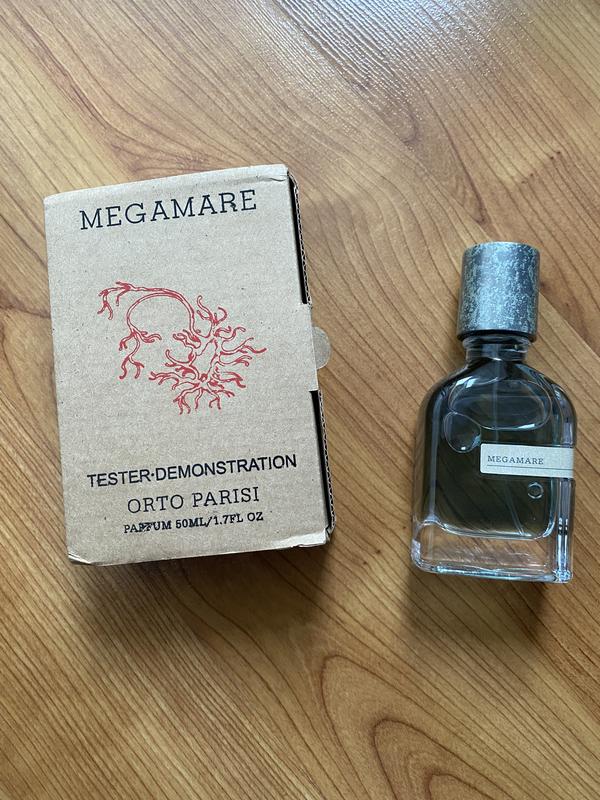 MEGAMARE
TESTER·DEMONSTRATION
ORTO PARISI
PARFUM 50ML/1.7FL OZ
MEGAMARE